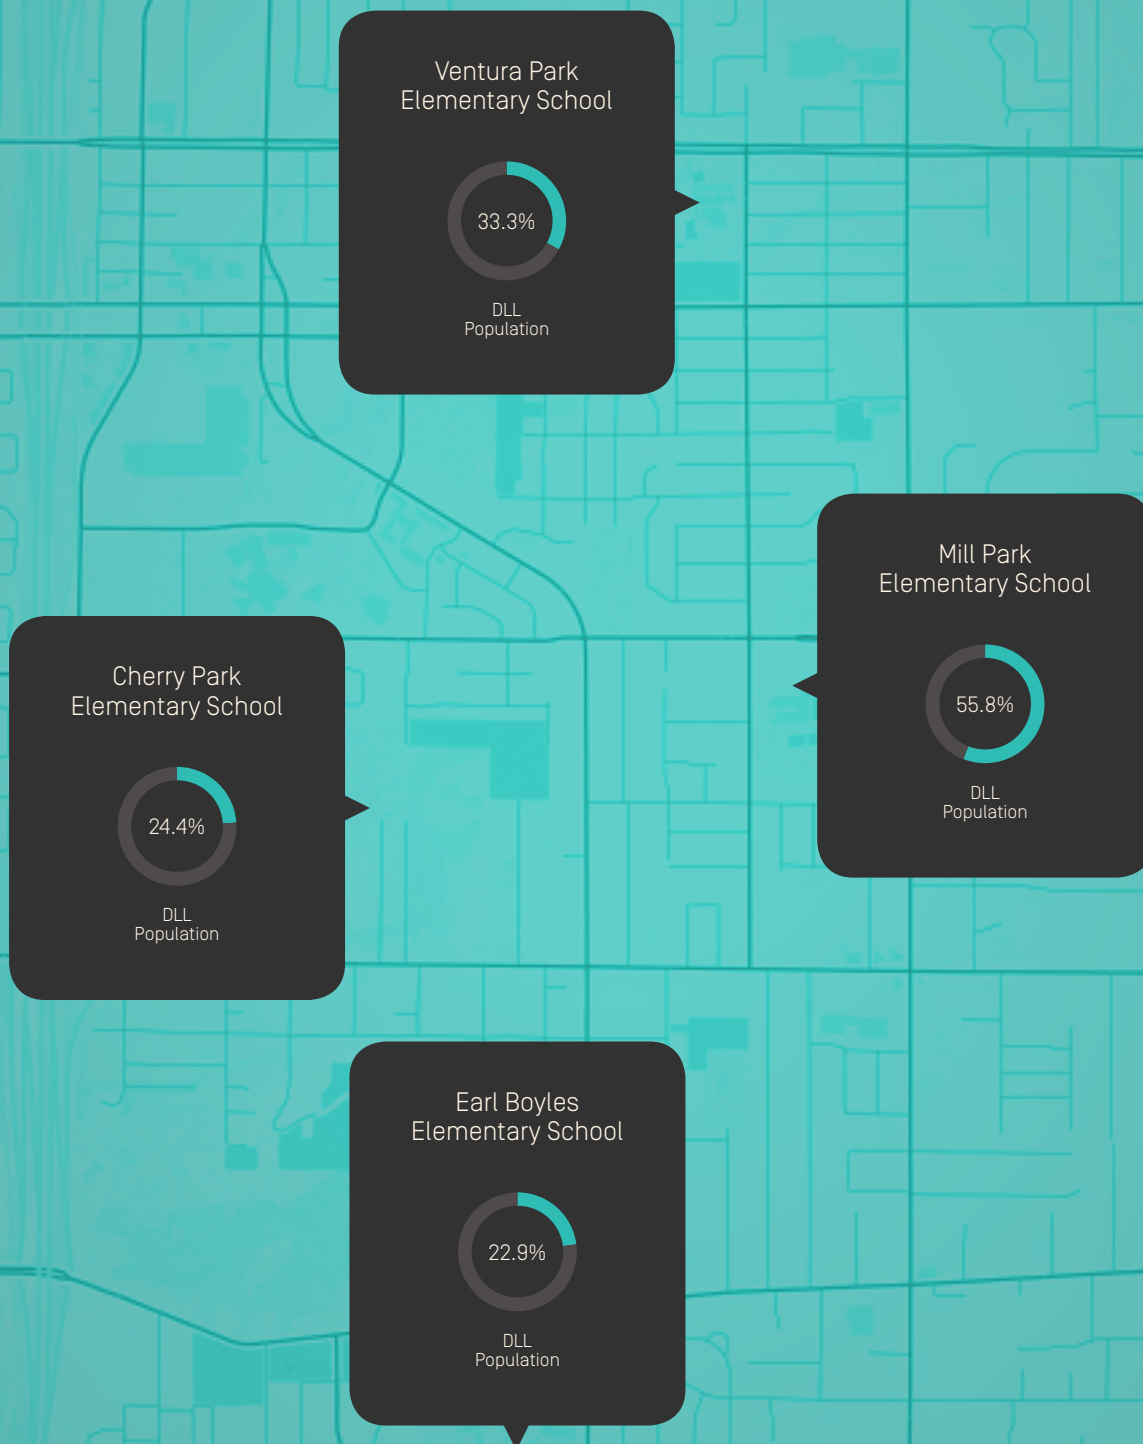 Ventura Park
Elementary School
33.3%
DLL
Population
Mill Park
Elementary School
55.8%
DLL
Population
Cherry Park
Elementary School
24.4%
DLL
Population
Earl Boyles
Elementary School
22.9%
DLL
Population